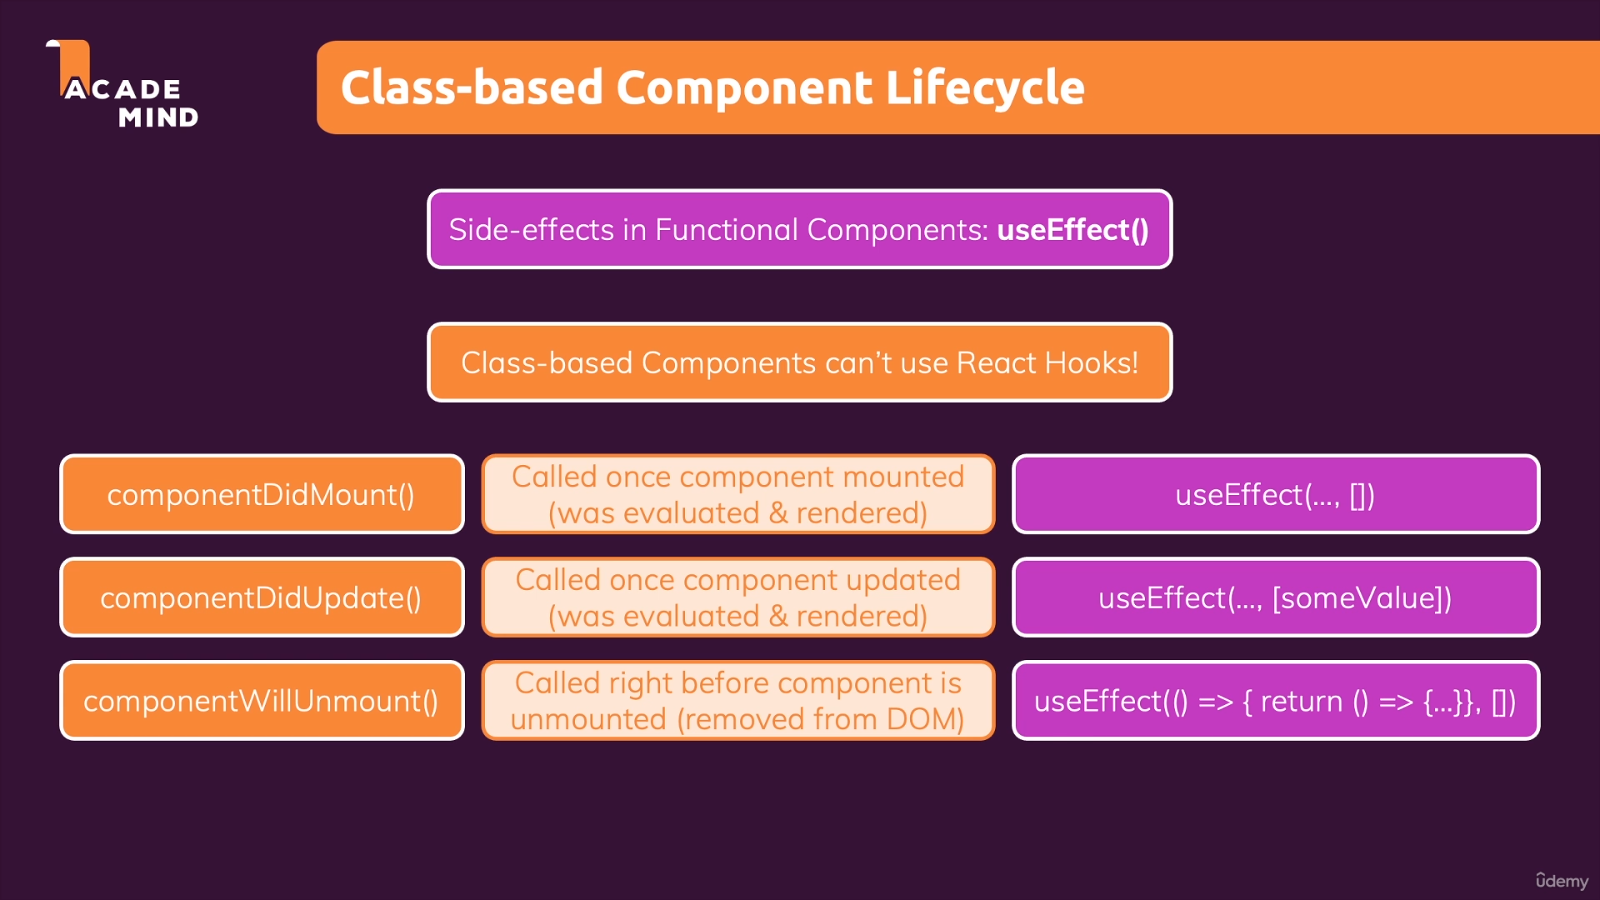 ACADE
MIND
Class-based Component Lifecycle
Side-effects in Functional Components: useEffect()
Class-based Components can’t use React Hooks!
componentDidMount()
Called once component mounted
(was evaluated & rendered)
useEffect(..., [])
componentDidUpdate()
Called once component updated
(was evaluated & rendered)
useEffect(..., [someValue])
componentWillUnmount()
Called right before component is
unmounted (removed from DOM)
useEffect(() => { return () => {...}}, [])
ûdemy